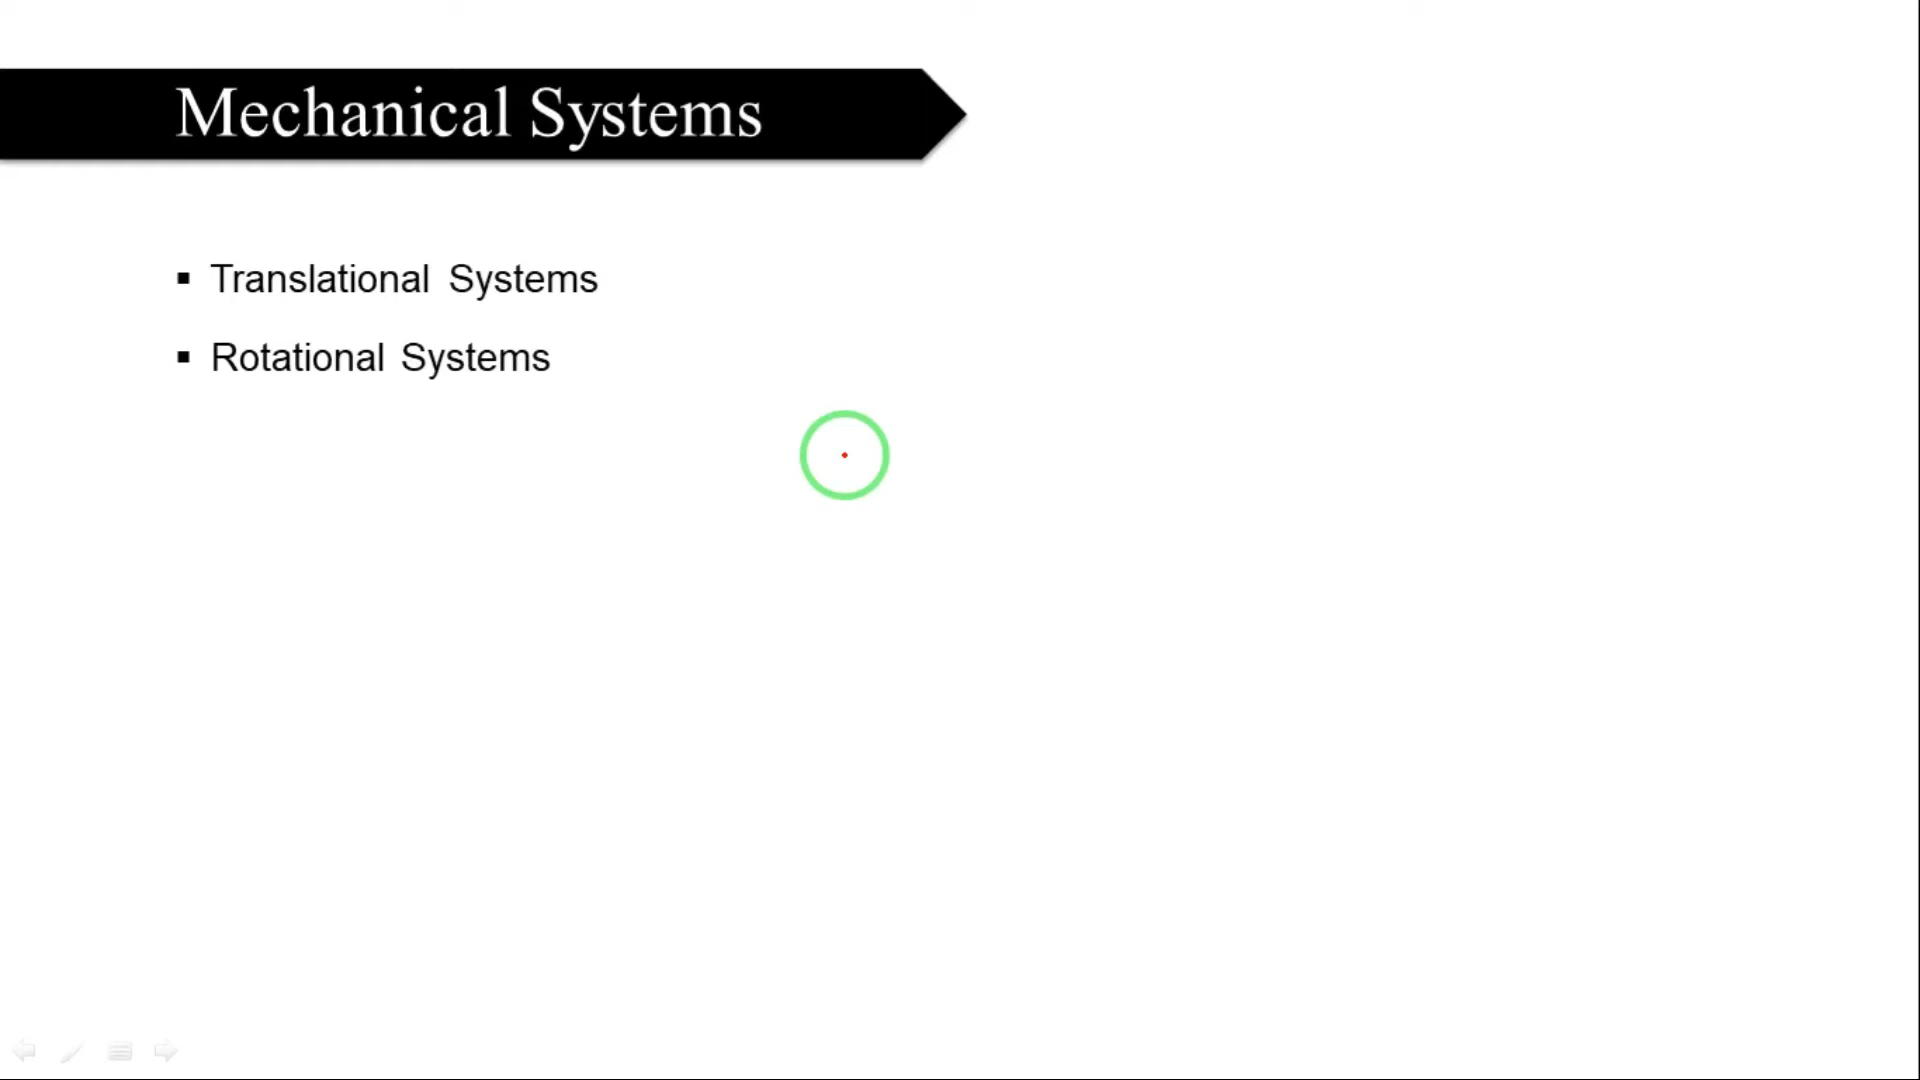 Mechanical Systems
▪ Translational Systems
▪ Rotational Systems